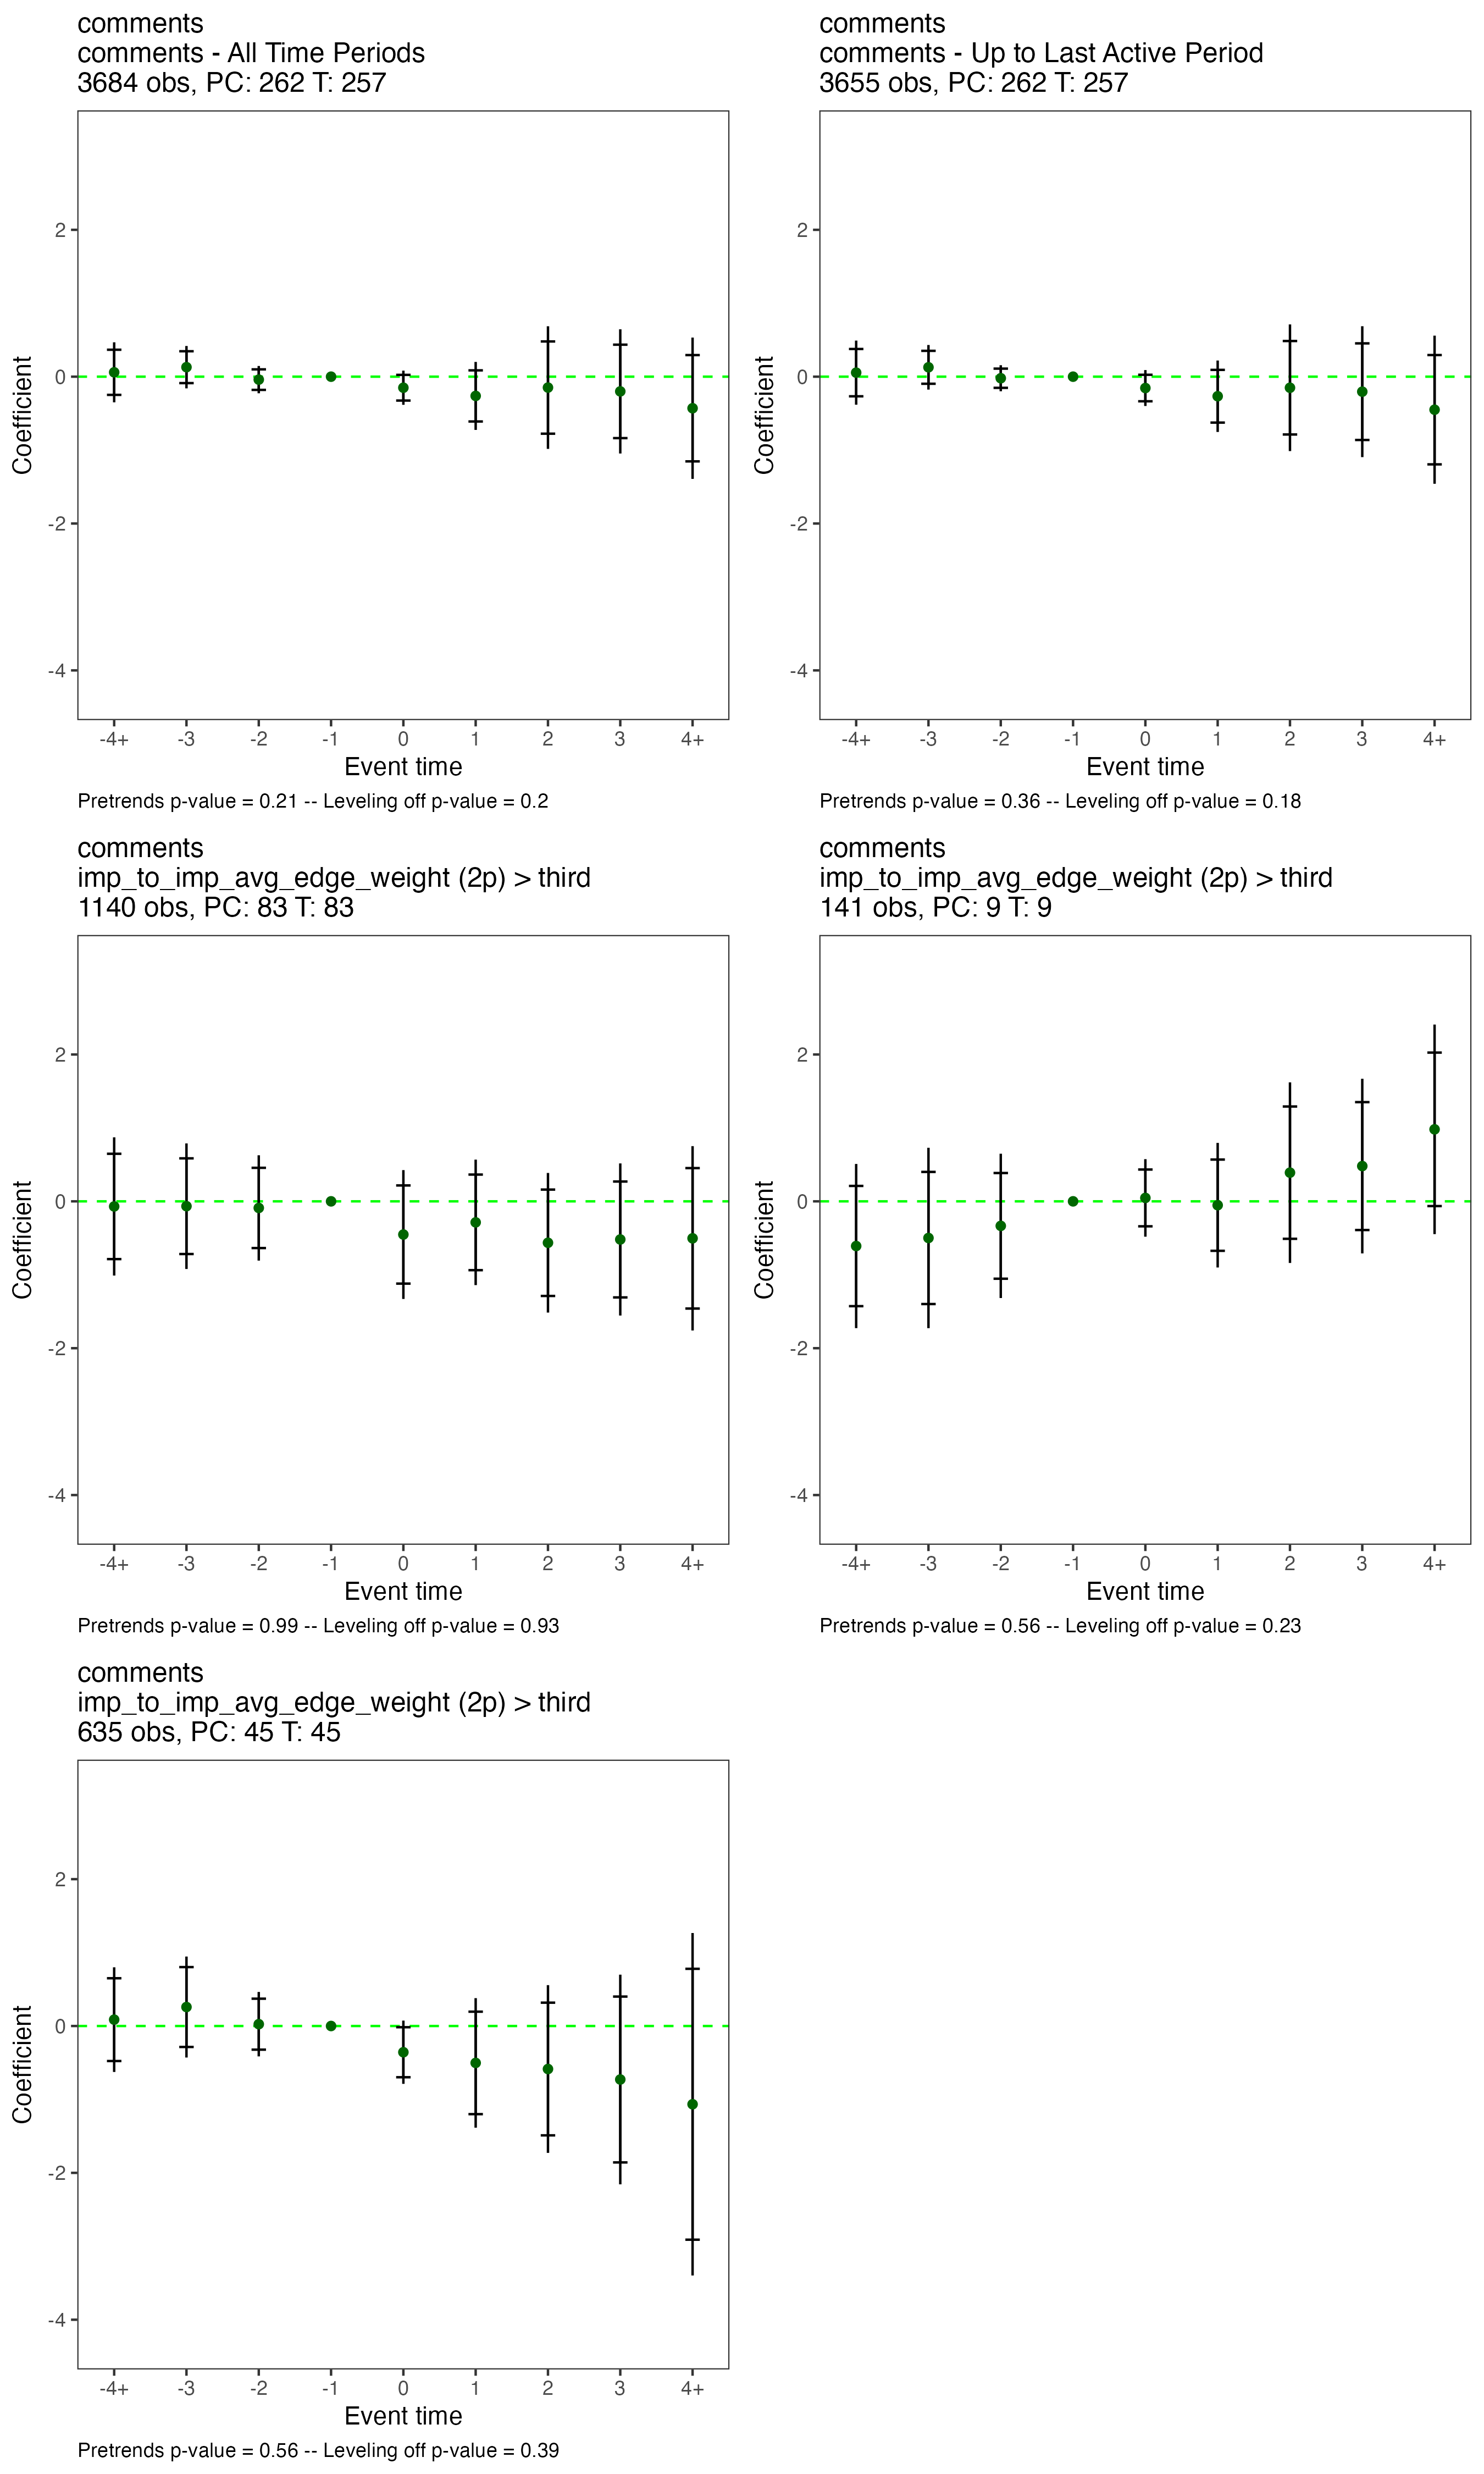 comments
comments - All Time Periods
3684 obs, PC: 262 T: 257
2
0
-2
-4
Coefficient
-4+ -3 -2 -1 0 1 2 3 4+
Event time
Pretrends p-value = 0.21 -- Leveling off p-value = 0.2
comments
comments - Up to Last Active Period
3655 obs, PC: 262 T: 257
2
0
-2
-4
Coefficient
-4+ -3 -2 -1 0 1 2 3 4+
Event time
Pretrends p-value = 0.36 -- Leveling off p-value = 0.18
comments
imp_to_imp_avg_edge_weight (2p) > third
1140 obs, PC: 83 T: 83
2
0
-2
-4
Coefficient
-4+ -3 -2 -1 0 1 2 3 4+
Event time
Pretrends p-value = 0.99 -- Leveling off p-value = 0.93
comments
imp_to_imp_avg_edge_weight (2p) > third
141 obs, PC: 9 T: 9
2
0
-2
-4
Coefficient
-4+ -3 -2 -1 0 1 2 3 4+
Event time
Pretrends p-value = 0.56 -- Leveling off p-value = 0.23
comments
imp_to_imp_avg_edge_weight (2p) > third
635 obs, PC: 45 T: 45
2
0
-2
-4
Coefficient
-4+ -3 -2 -1 0 1 2 3 4+
Event time
Pretrends p-value = 0.56 -- Leveling off p-value = 0.39